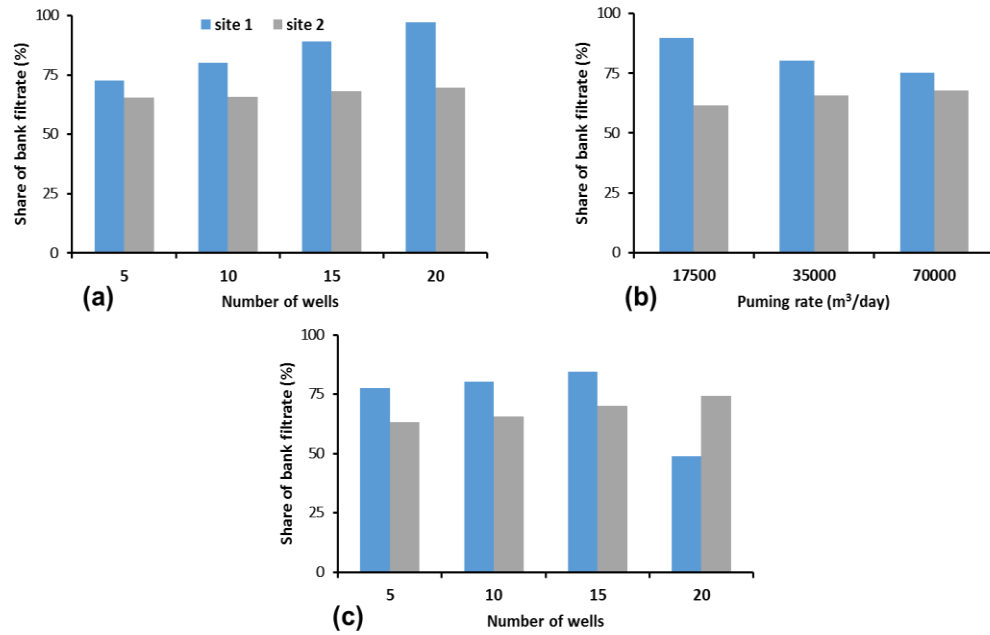 100
75
50
25
0
Share of bank filtrate (%)
site 1 site 2
5 10 15 20
Number of wells
(a)
100
75
50
25
0
Share of bank filtrate (%)
17500 35000 70000
Puming rate (m³/day)
(b)
100
75
50
25
0
Share of bank filtrate (%)
5 10 15 20
Number of wells
(c)